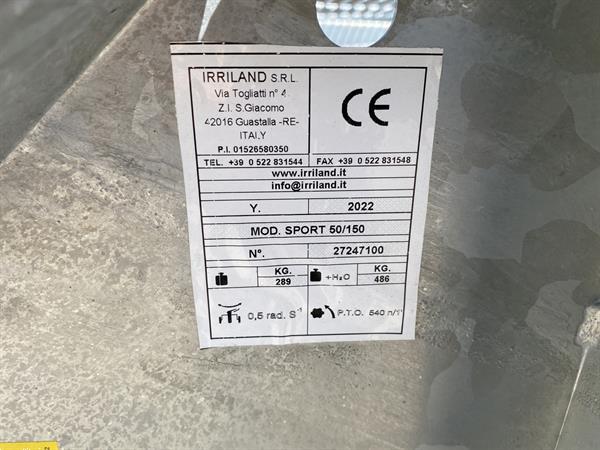 IRRILAND S.R.L.
Via Togliatti n° 4
Z.I. S.Giacomo
42016 Guastalla -RE-
ITALY
P.I. 01526580350
CE
TEL. +39 0 522 831544 FAX +39 0 522 831548
www.irriland.it
info@irriland.it
Y. 2022
MOD. SPORT 50/150
N°. 27247100
KG. 289 +H₂O KG. 486
0,5 rad. S⁻¹ P.T.O. 540 n/1'